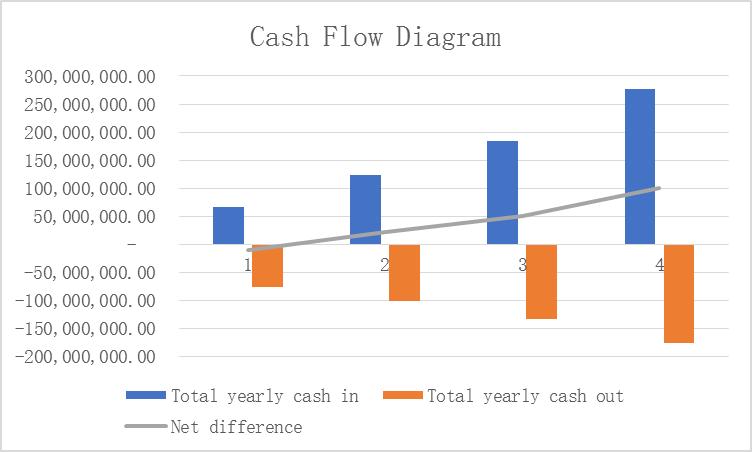 Cash Flow Diagram
300,000,000.00
250,000,000.00
200,000,000.00
150,000,000.00
100,000,000.00
50,000,000.00
-
-50,000,000.00
-100,000,000.00
-150,000,000.00
-200,000,000.00
1 2 3 4
Total yearly cash in Total yearly cash out
Net difference